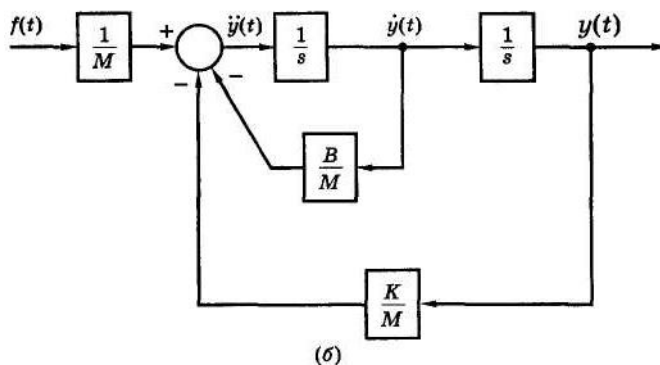 f(t)
1/M
+
ÿ(t)
1/s
ẏ(t)
1/s
y(t)
−
−
B/M
K/M
(б)